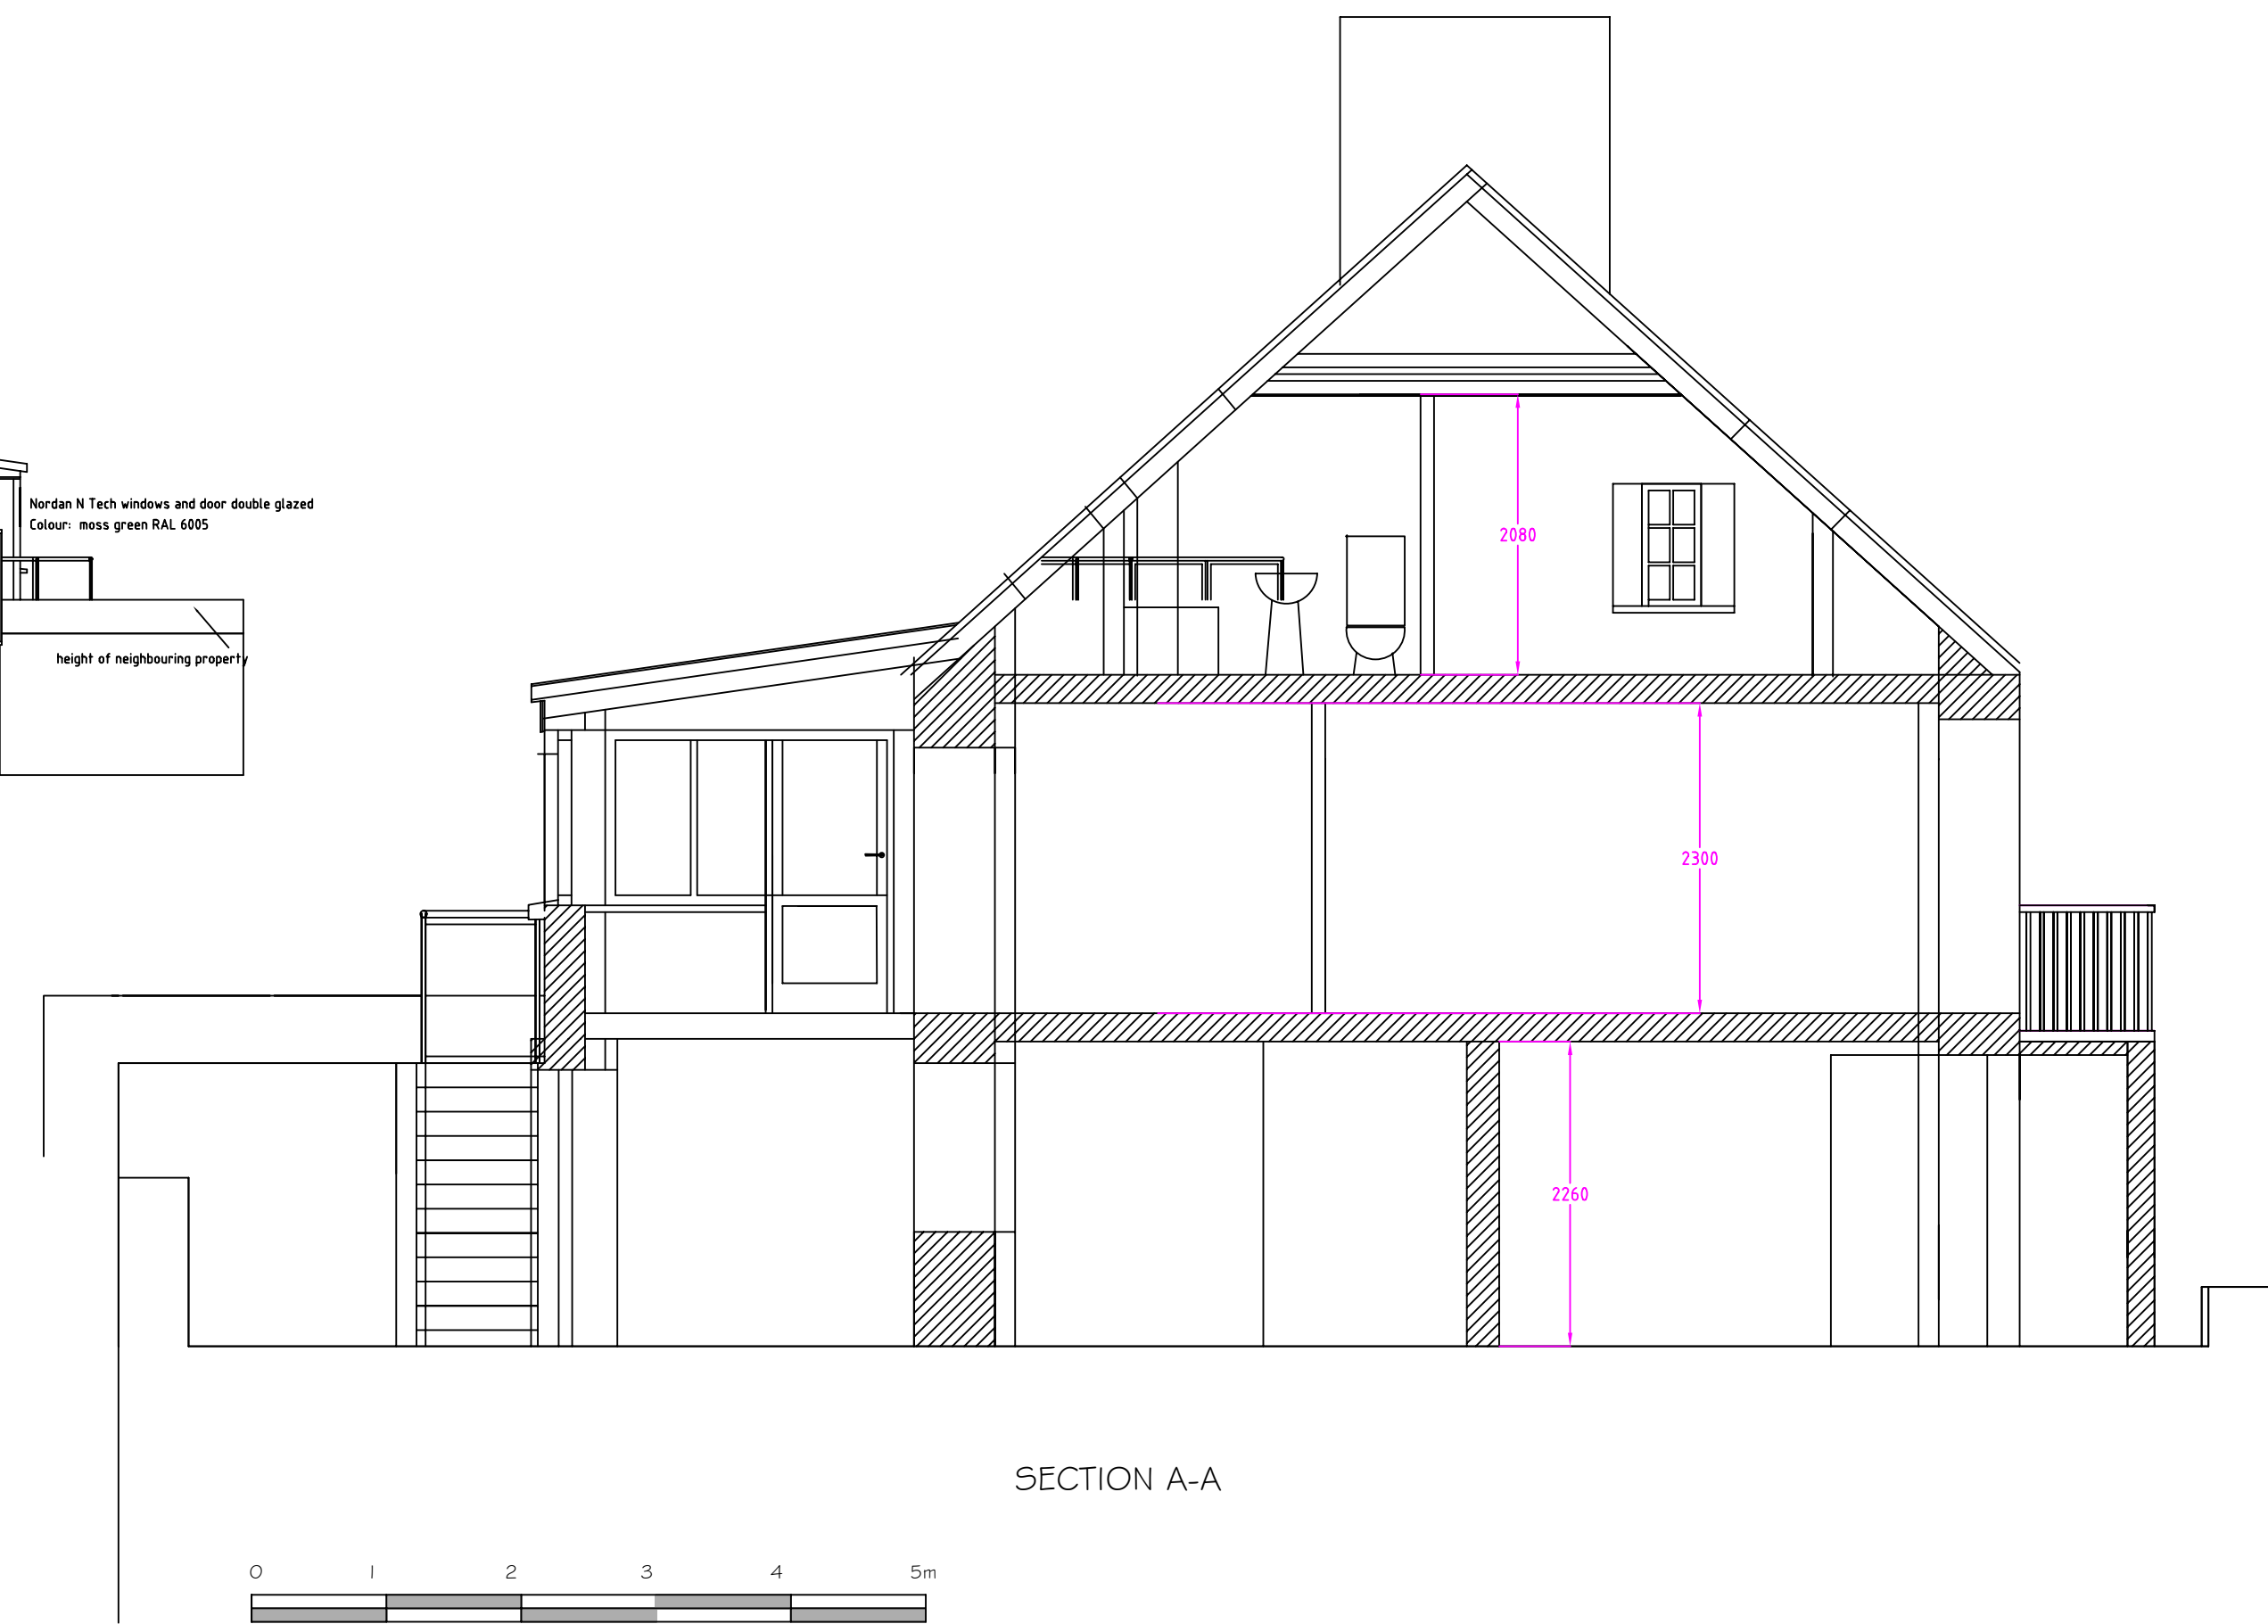 Nordan N Tech windows and door double glazed
Colour: moss green RAL 6005
height of neighbouring property
2080
2300
2260
SECTION A-A
0 1 2 3 4 5m